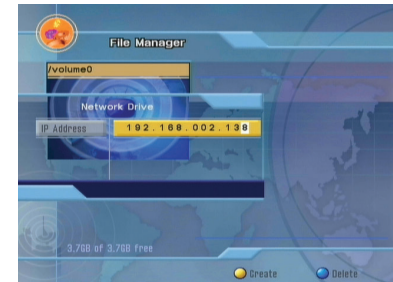 File Manager
/volume0
Network Drive
IP Address 192.168.002.138
3.7GB of 3.7GB free
Create Delete